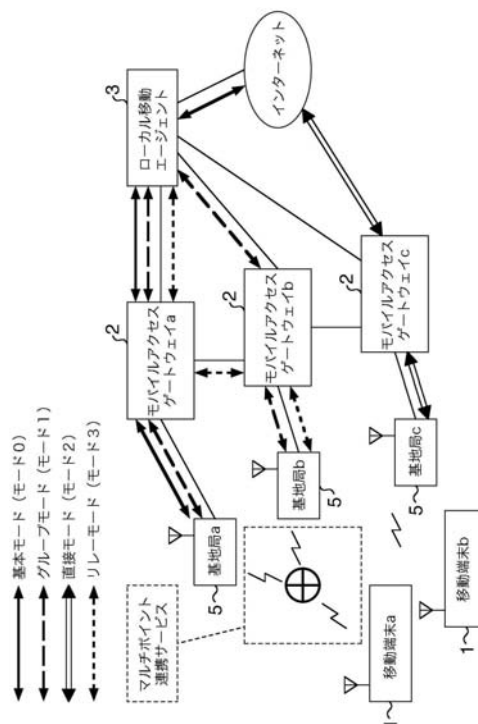 基本モード（モード0）
グループモード（モード1）
直接モード（モード2）
リレーモード（モード3）
3
ローカル移動
エージェント
インターネット
2
モバイルアクセス
ゲートウェイa
2
モバイルアクセス
ゲートウェイb
2
モバイルアクセス
ゲートウェイc
基地局a
5
基地局b
5
基地局c
5
マルチポイント
連携サービス
移動端末a
1
移動端末b
1